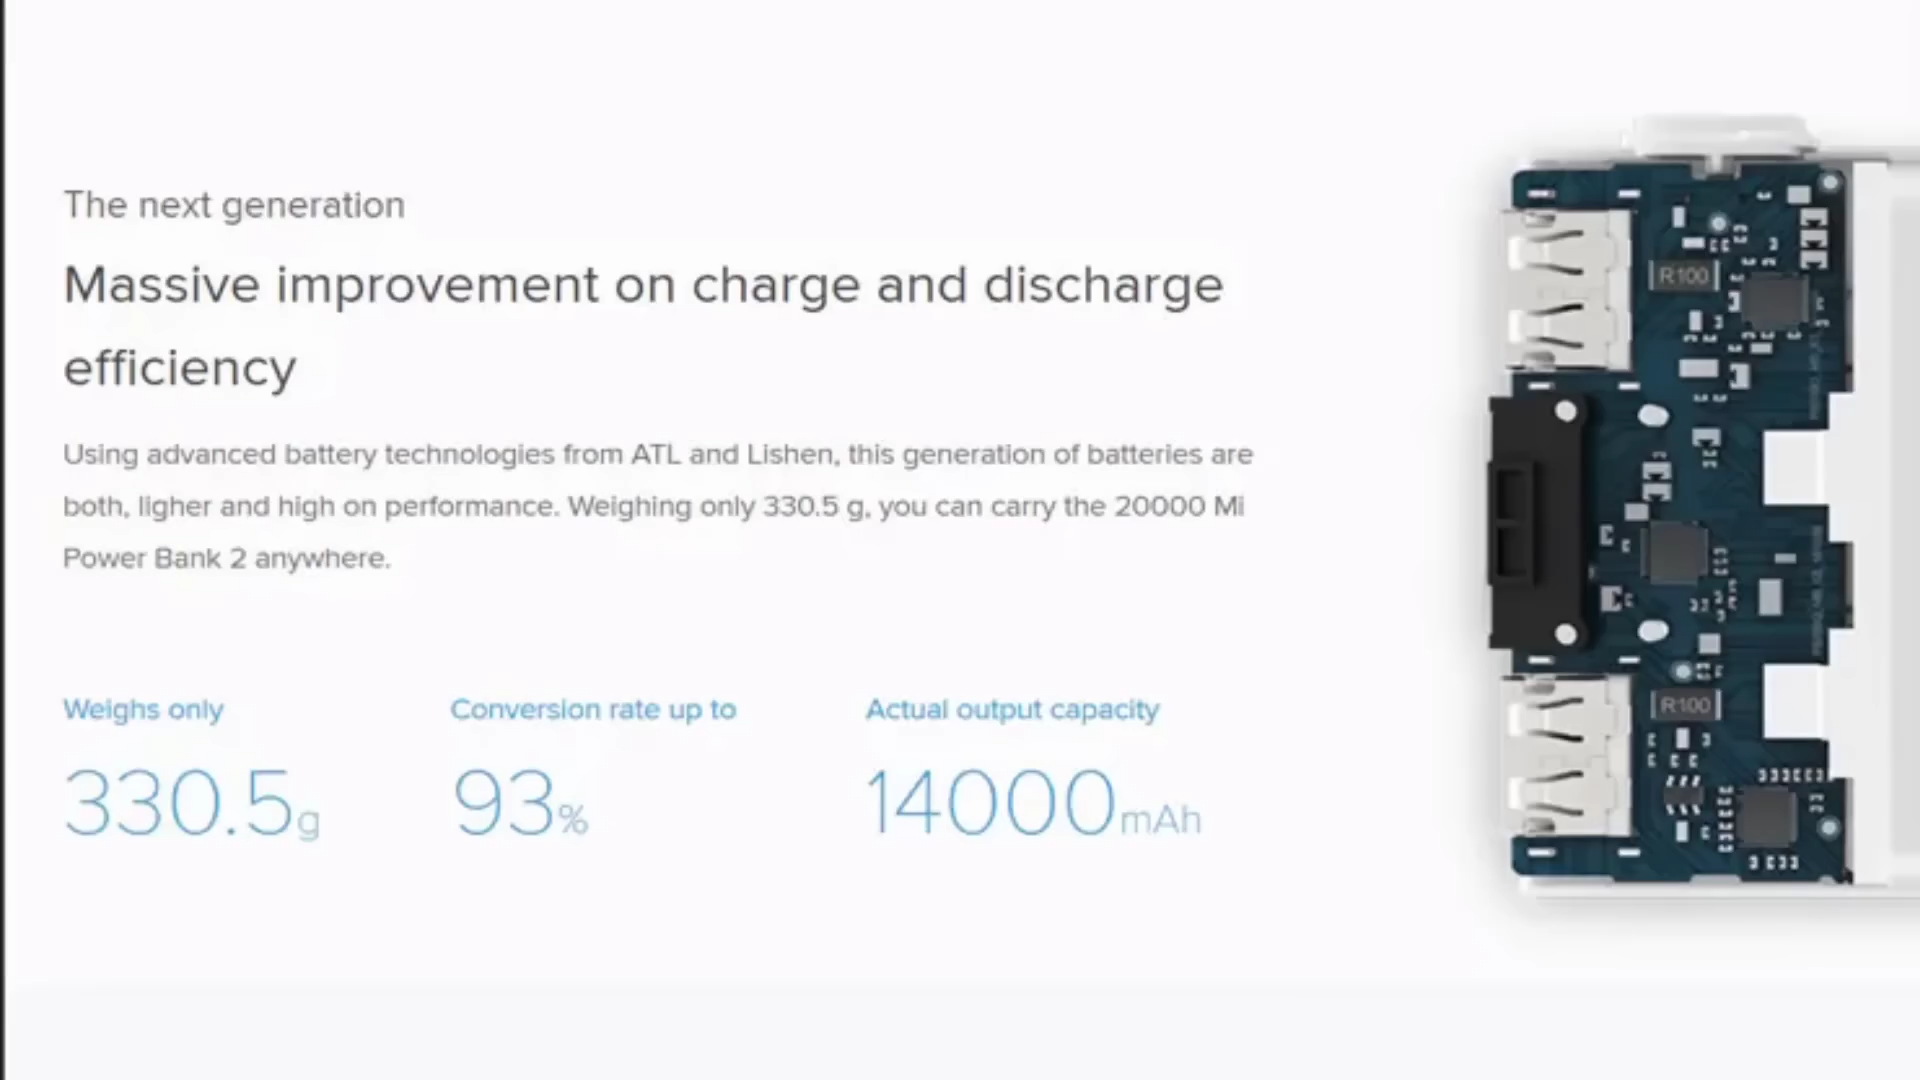 The next generation
Massive improvement on charge and discharge
efficiency
Using advanced battery technologies from ATL and Lishen, this generation of batteries are
both, ligher and high on performance. Weighing only 330.5 g, you can carry the 20000 Mi
Power Bank 2 anywhere.
Weighs only
Conversion rate up to
Actual output capacity
330.5g
93%
14000mAh
R100
R100